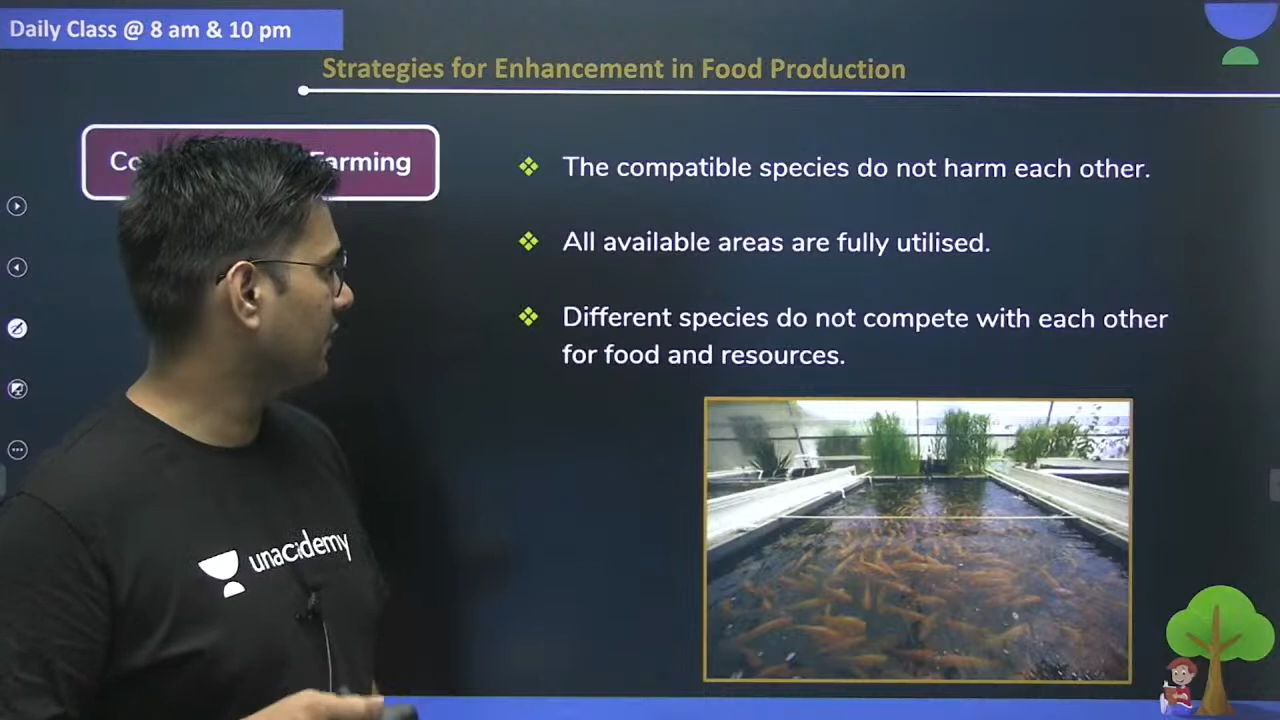 Daily Class @ 8 am & 10 pm
Strategies for Enhancement in Food Production
Farming
The compatible species do not harm each other.
All available areas are fully utilised.
Different species do not compete with each other
for food and resources.
unacademy